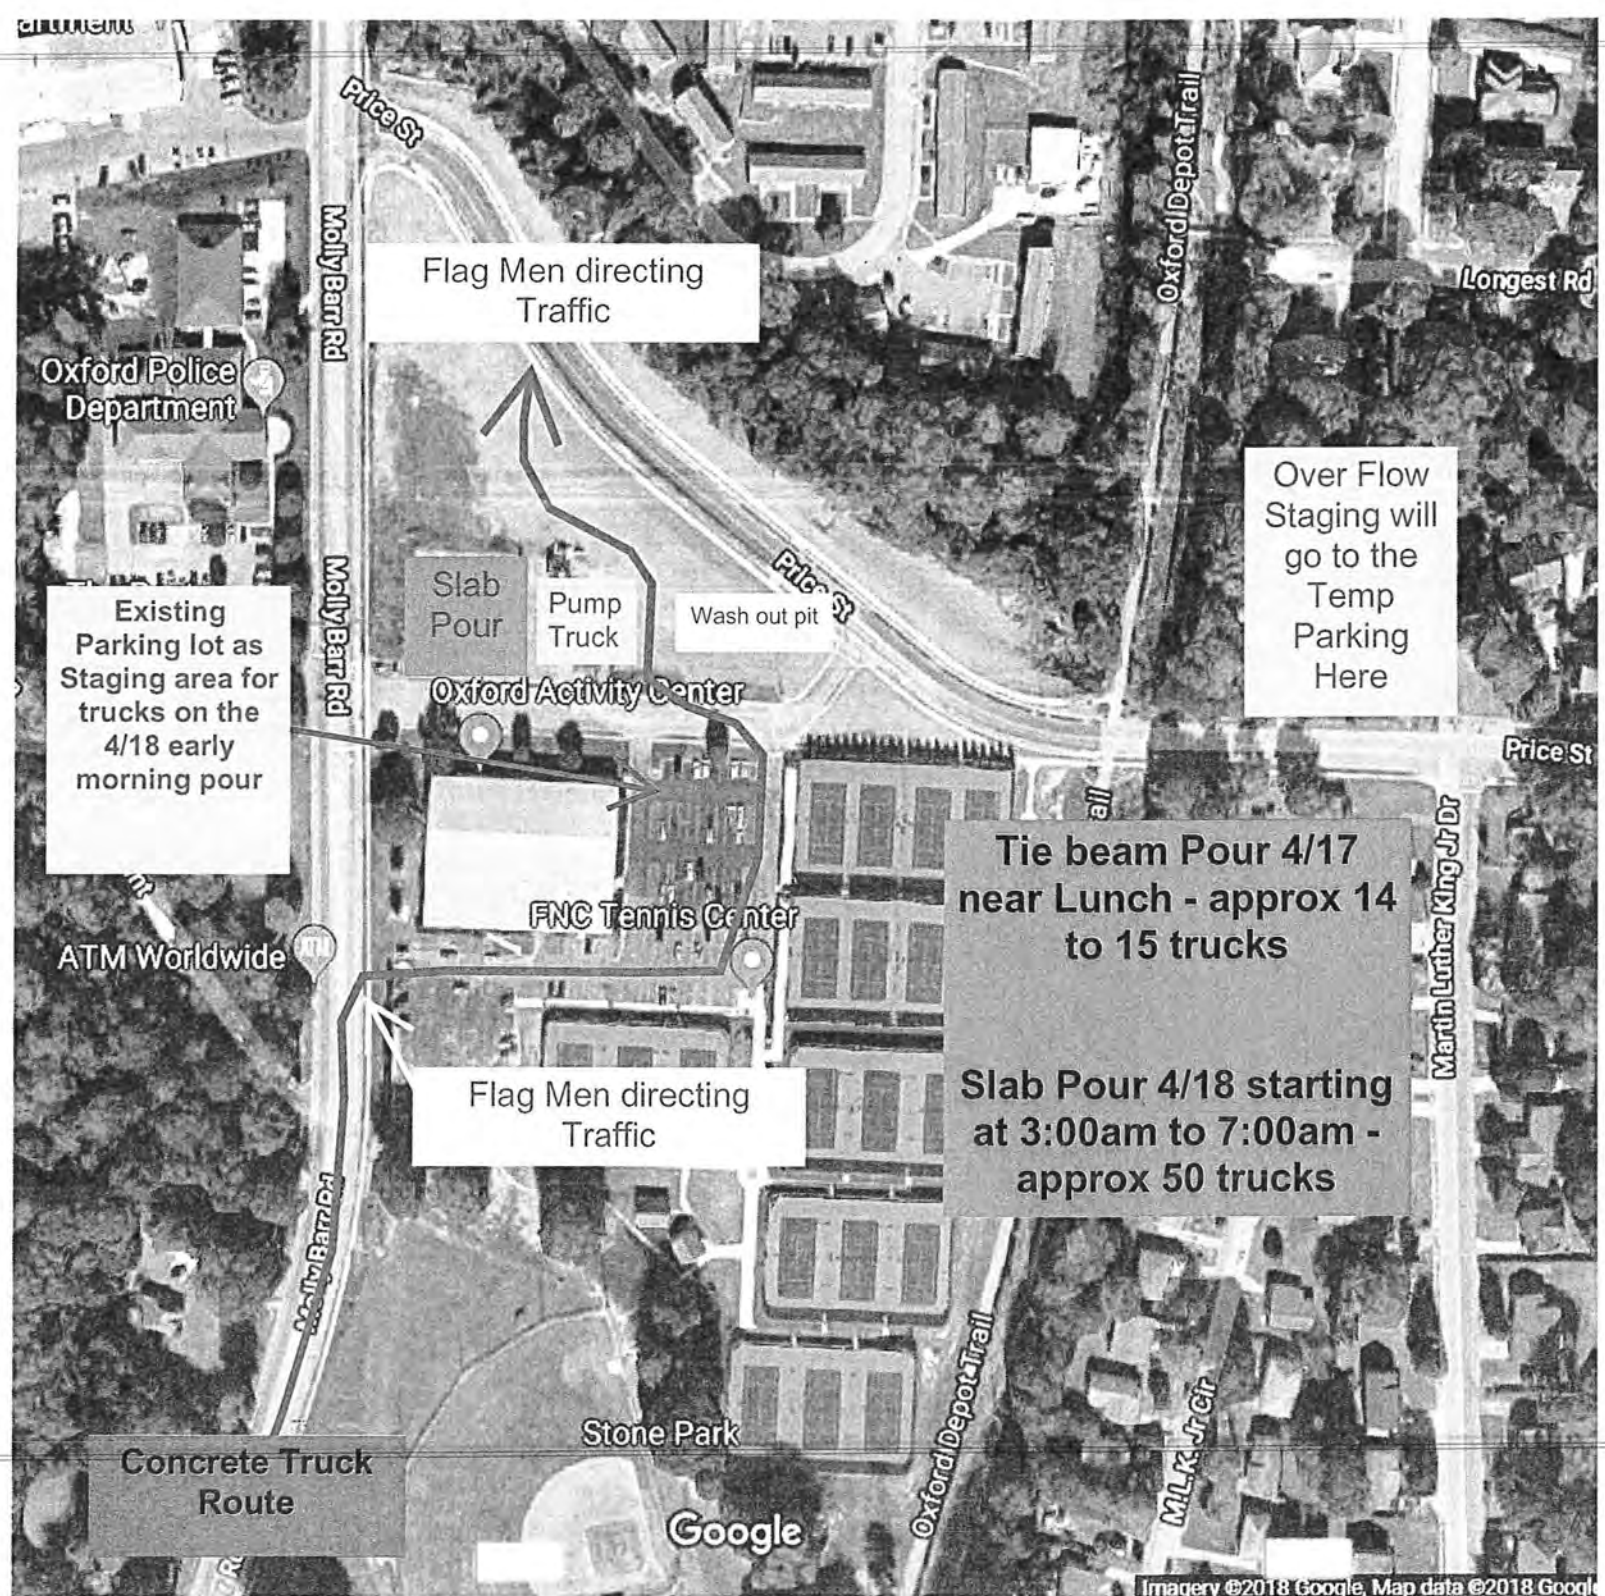 Price St
Oxford Depot Trail
Longest Rd
Molly Barr Rd
Flag Men directing
Traffic
Oxford Police
Department
Over Flow
Staging will
go to the
Temp
Parking
Here
Slab
Pour
Pump
Truck
Wash out pit
Price St
Molly Barr Rd
Existing
Parking lot as
Staging area for
trucks on the
4/18 early
morning pour
Oxford Activity Center
Price St
Tie beam Pour 4/17
near Lunch - approx 14
to 15 trucks
Slab Pour 4/18 starting
at 3:00am to 7:00am -
approx 50 trucks
Martin Luther King Jr Dr
FNC Tennis Center
ATM Worldwide
Flag Men directing
Traffic
Molly Barr Rd
Stone Park
Oxford Depot Trail
M.L.K. Jr Cir
Concrete Truck
Route
Google
Imagery ©2018 Google, Map data ©2018 Google